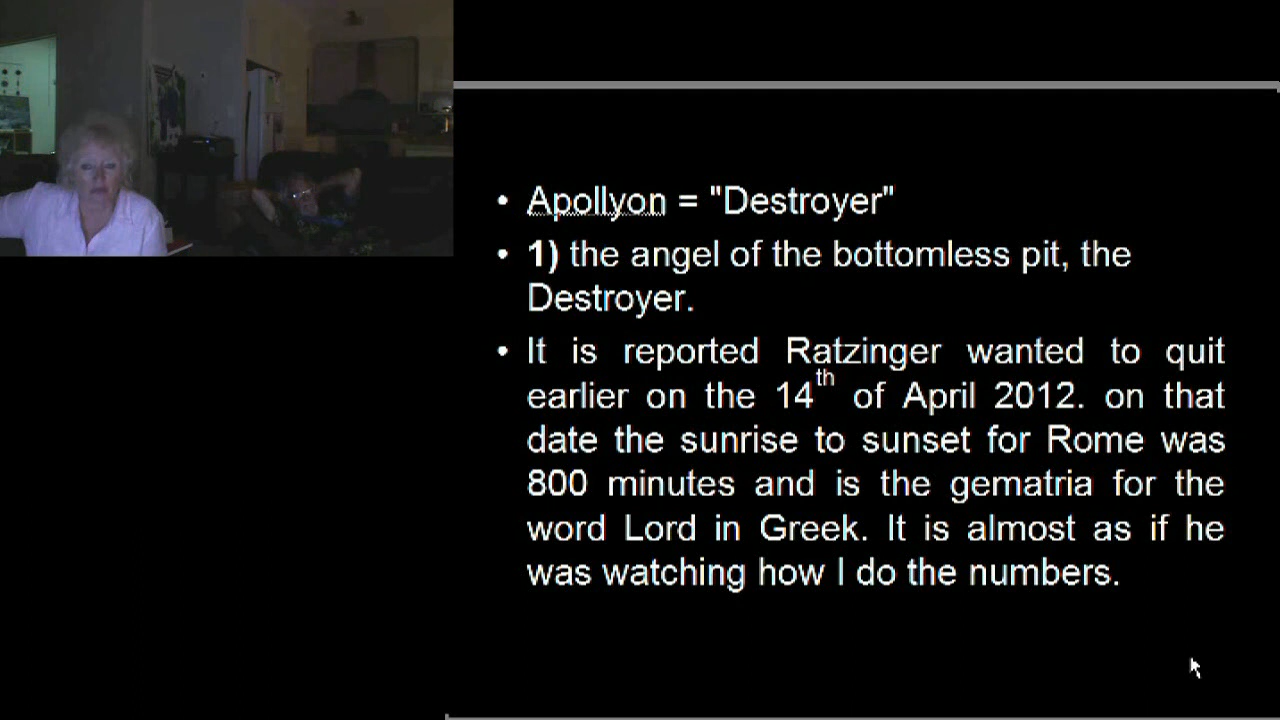 • Apollyon = "Destroyer"
• 1) the angel of the bottomless pit, the
Destroyer.
• It is reported Ratzinger wanted to quit
earlier on the 14th of April 2012. on that
date the sunrise to sunset for Rome was
800 minutes and is the gematria for the
word Lord in Greek. It is almost as if he
was watching how I do the numbers.